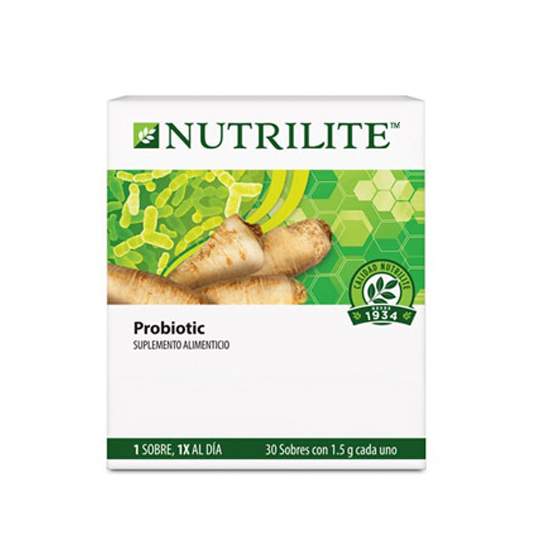 NUTRILITE™
CALIDAD NUTRILITE
DESDE
1934
Probiotic
SUPLEMENTO ALIMENTICIO
1 SOBRE, 1X AL DÍA
30 Sobres con 1.5 g cada uno